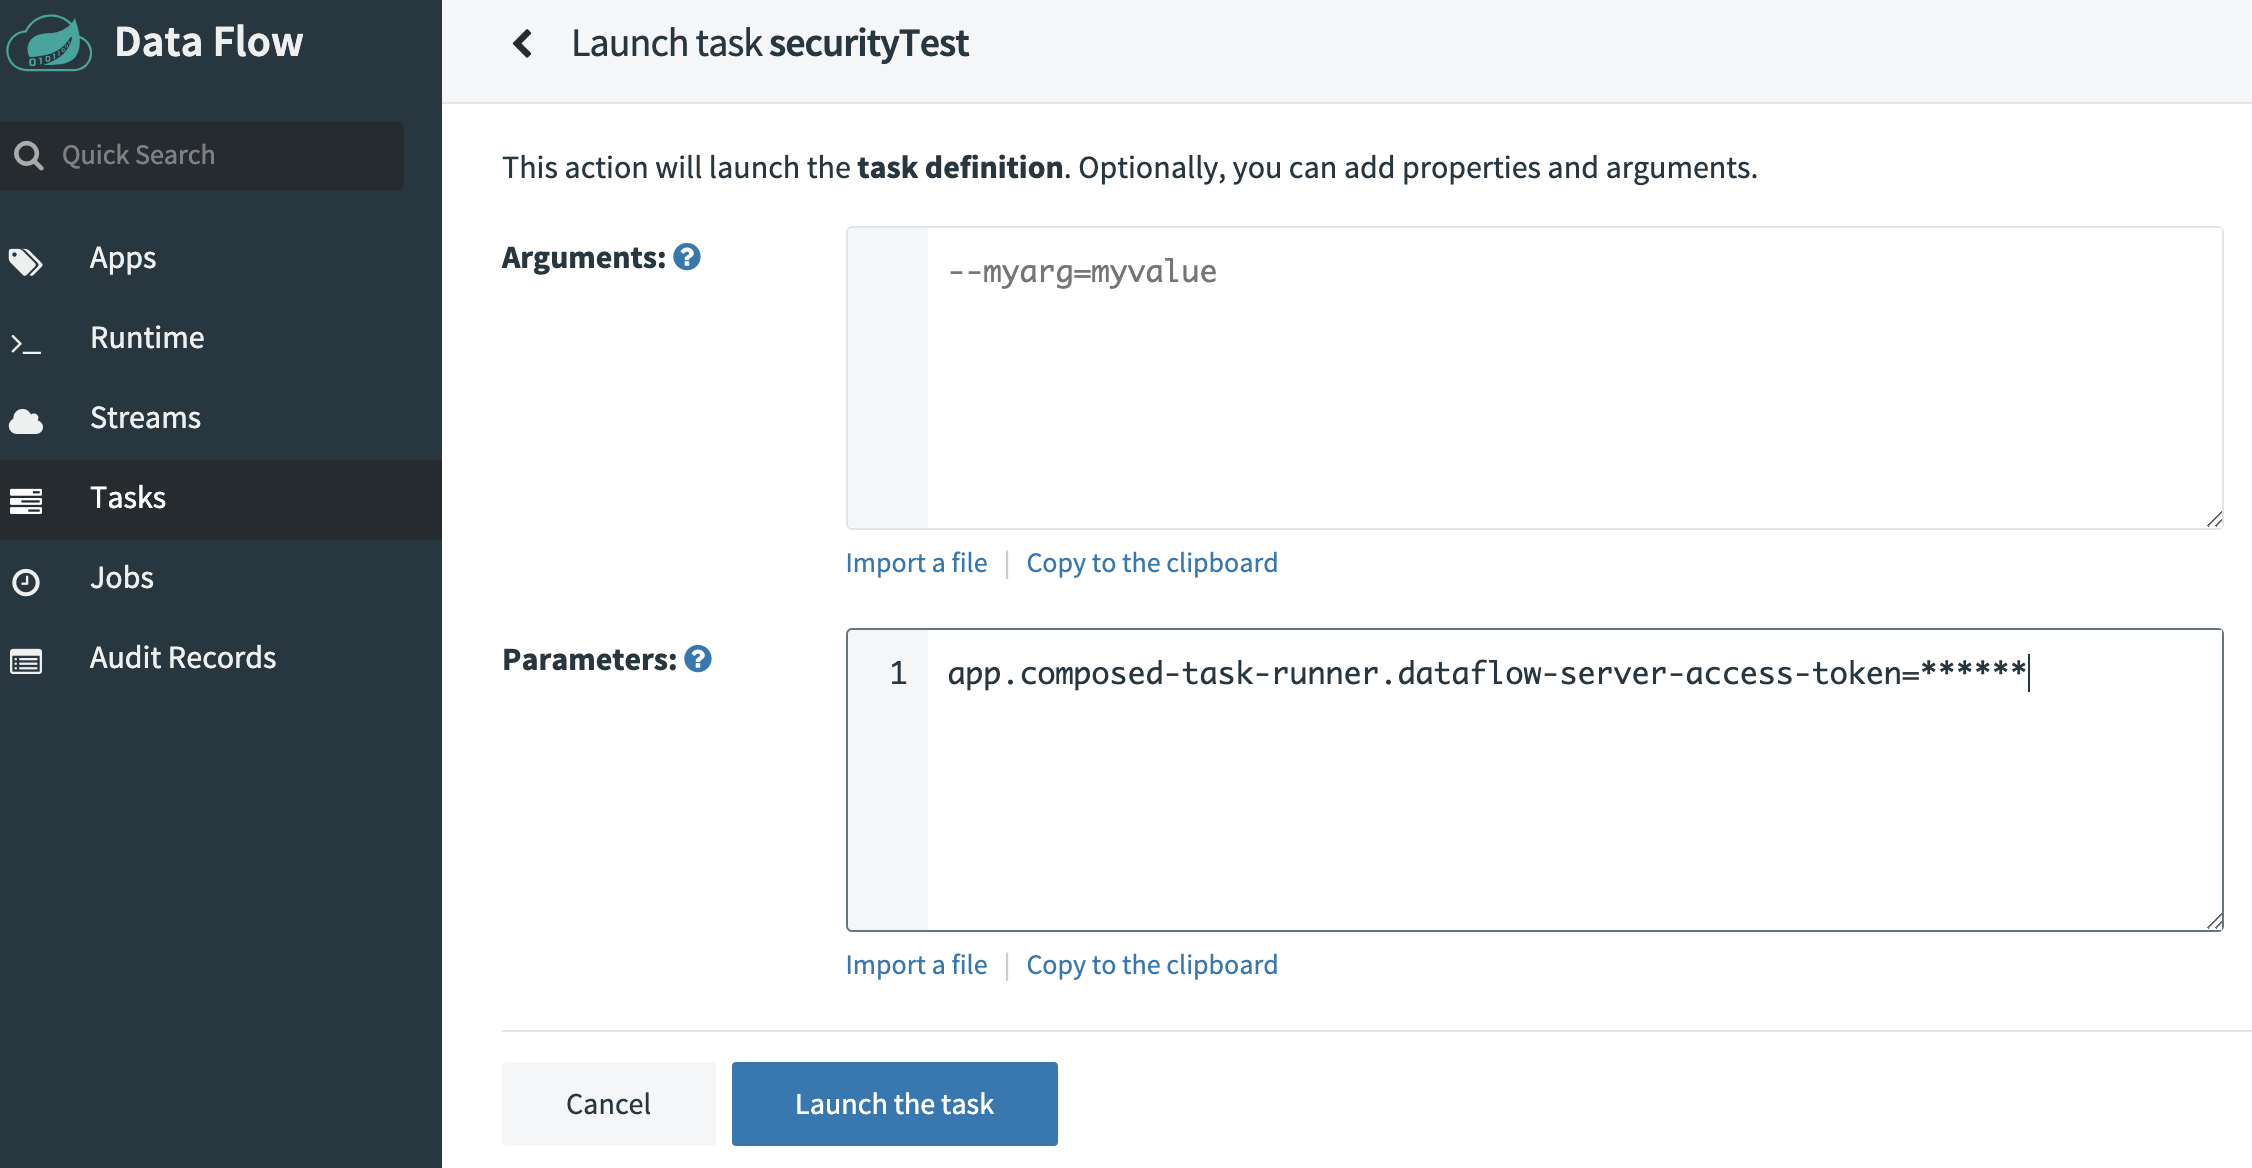 Data Flow
Quick Search
Apps
Runtime
Streams
Tasks
Jobs
Audit Records
Launch task securityTest
This action will launch the task definition. Optionally, you can add properties and arguments.
Arguments: ?
--myarg=myvalue
Import a file | Copy to the clipboard
Parameters: ?
1 app.composed-task-runner.dataflow-server-access-token=******
Import a file | Copy to the clipboard
Cancel
Launch the task